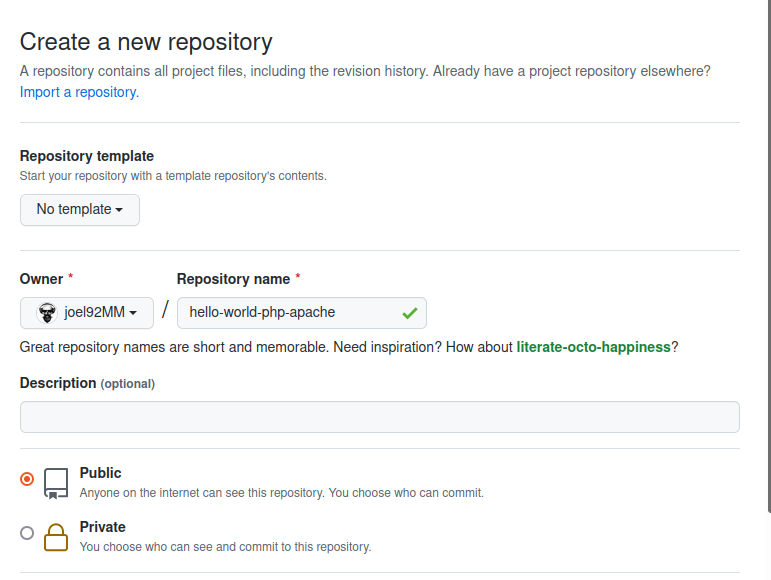 Create a new repository
A repository contains all project files, including the revision history. Already have a project repository elsewhere?
Import a repository.
Repository template
Start your repository with a template repository's contents.
No template
Owner * Repository name *
joel92MM / hello-world-php-apache
Great repository names are short and memorable. Need inspiration? How about literate-octo-happiness?
Description (optional)
Public
Anyone on the internet can see this repository. You choose who can commit.
Private
You choose who can see and commit to this repository.